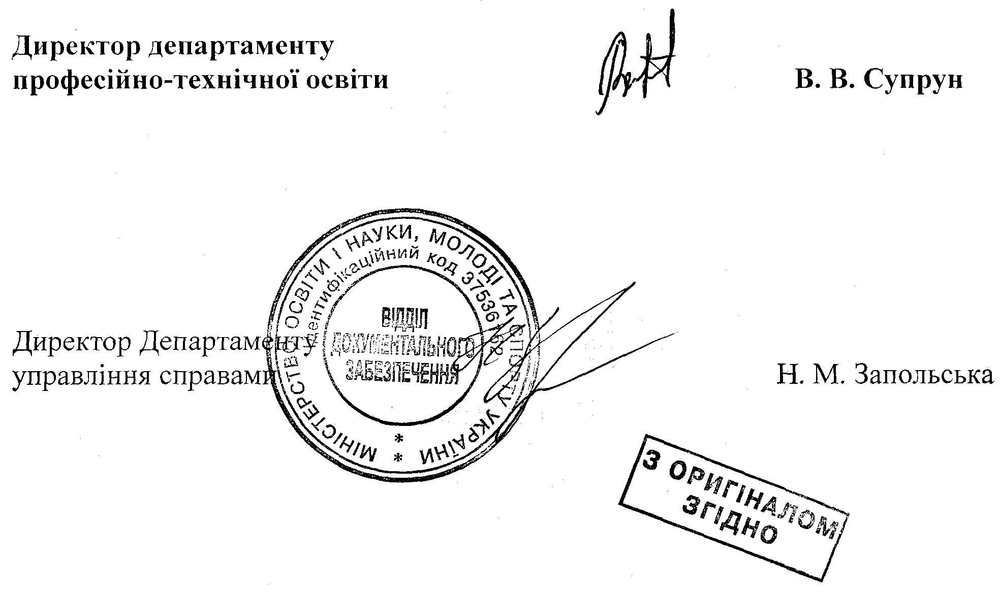 Директор департаменту
професійно-технічної освіти
В. В. Супрун
МІНІСТЕРСТВО ОСВІТИ І НАУКИ, МОЛОДІ ТА СПОРТУ УКРАЇНИ
ідентифікаційний код
ВІДДІЛ
ДОКУМЕНТАЛЬНОГО
ЗАБЕЗПЕЧЕННЯ
* *
Директор Департаменту
управління справами
Н. М. Запольська
З ОРИГІНАЛОМ
ЗГІДНО